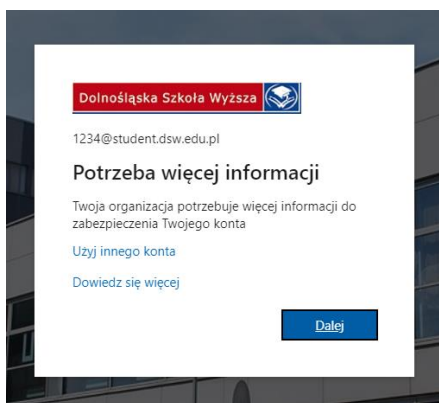 Dolnośląska Szkoła Wyższa
1234@student.dsw.edu.pl
Potrzeba więcej informacji
Twoja organizacja potrzebuje więcej informacji do
zabezpieczenia Twojego konta
Użyj innego konta
Dowiedz się więcej
Dalej